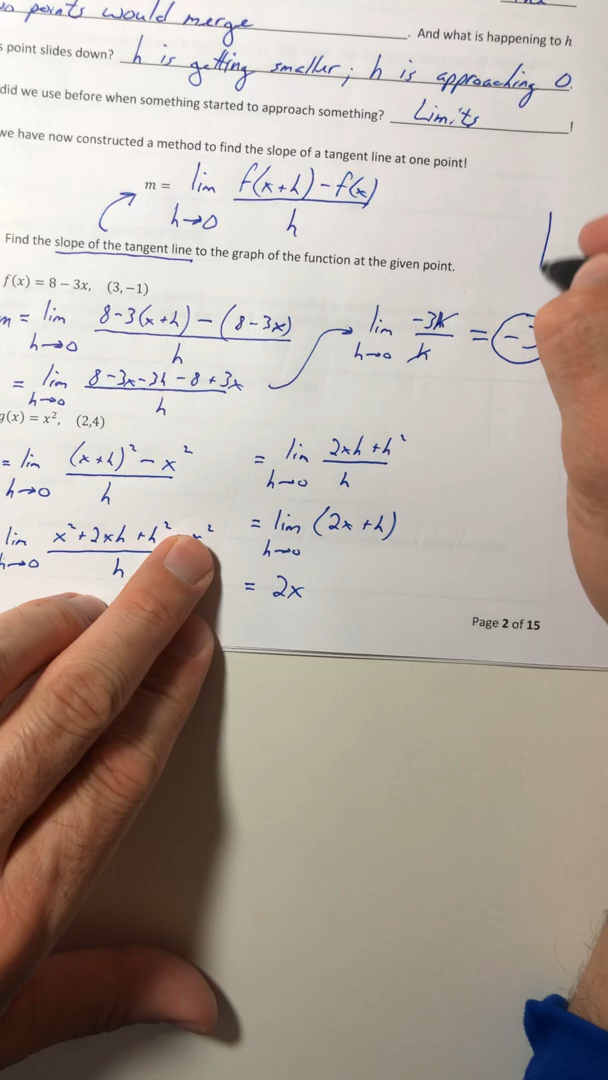 points would merge. And what is happening to h
point slides down? h is getting smaller; h is approaching 0.
did we use before when something started to approach something? Limits!
we have now constructed a method to find the slope of a tangent line at one point!
m = lim h→0 (f(x+h) − f(x))/h
Find the slope of the tangent line to the graph of the function at the given point.
f(x) = 8 − 3x, (3, −1)
m = lim h→0 (8−3(x+h) − (8−3x))/h
lim h→0 −3h/h = −3
= lim h→0 (8−3x−3h−8+3x)/h
g(x) = x², (2,4)
= lim h→0 ((x+h)² − x²)/h
= lim h→0 (2xh + h²)/h
lim h→0 (x² + 2xh + h² ²)/h
= lim h→0 (2x + h)
= 2x
Page 2 of 15